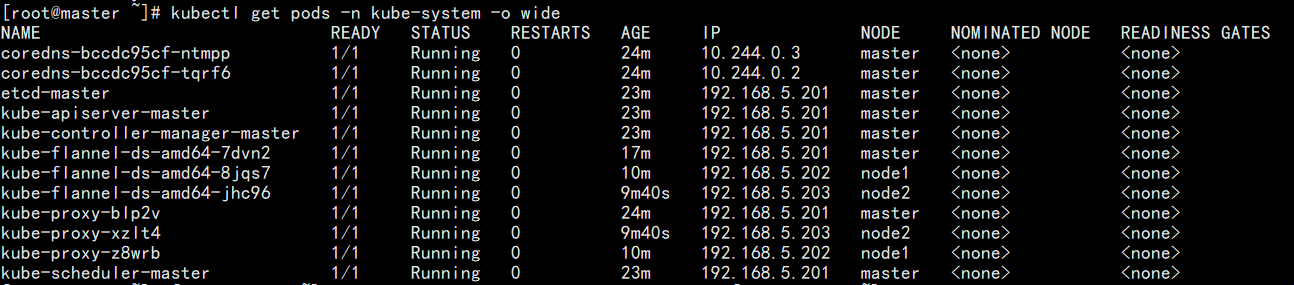 [root@master ~]# kubectl get pods -n kube-system -o wide
NAME READY STATUS RESTARTS AGE IP NODE NOMINATED NODE READINESS GATES
coredns-bccdc95cf-ntmpp 1/1 Running 0 24m 10.244.0.3 master <none> <none>
coredns-bccdc95cf-tqrf6 1/1 Running 0 24m 10.244.0.2 master <none> <none>
etcd-master 1/1 Running 0 23m 192.168.5.201 master <none> <none>
kube-apiserver-master 1/1 Running 0 23m 192.168.5.201 master <none> <none>
kube-controller-manager-master 1/1 Running 0 23m 192.168.5.201 master <none> <none>
kube-flannel-ds-amd64-7dvn2 1/1 Running 0 17m 192.168.5.201 master <none> <none>
kube-flannel-ds-amd64-8jqs7 1/1 Running 0 10m 192.168.5.202 node1 <none> <none>
kube-flannel-ds-amd64-jhc96 1/1 Running 0 9m40s 192.168.5.203 node2 <none> <none>
kube-proxy-blp2v 1/1 Running 0 24m 192.168.5.201 master <none> <none>
kube-proxy-xzlt4 1/1 Running 0 9m40s 192.168.5.203 node2 <none> <none>
kube-proxy-z8wrb 1/1 Running 0 10m 192.168.5.202 node1 <none> <none>
kube-scheduler-master 1/1 Running 0 23m 192.168.5.201 master <none> <none>